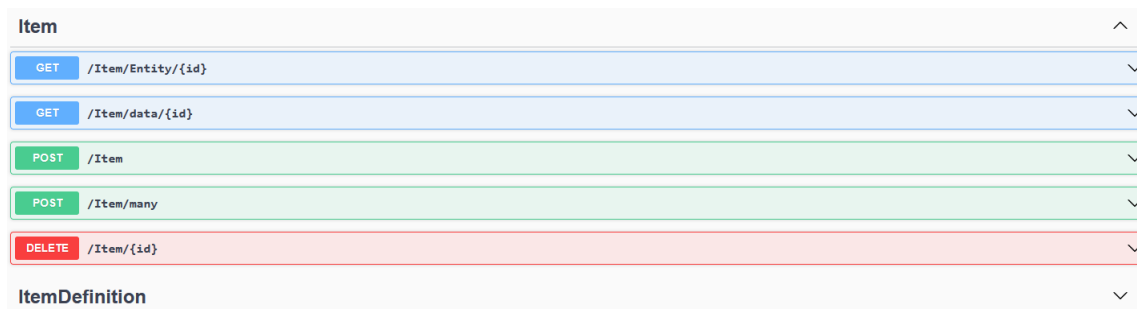 Item
GET /Item/Entity/{id}
GET /Item/data/{id}
POST /Item
POST /Item/many
DELETE /Item/{id}
ItemDefinition